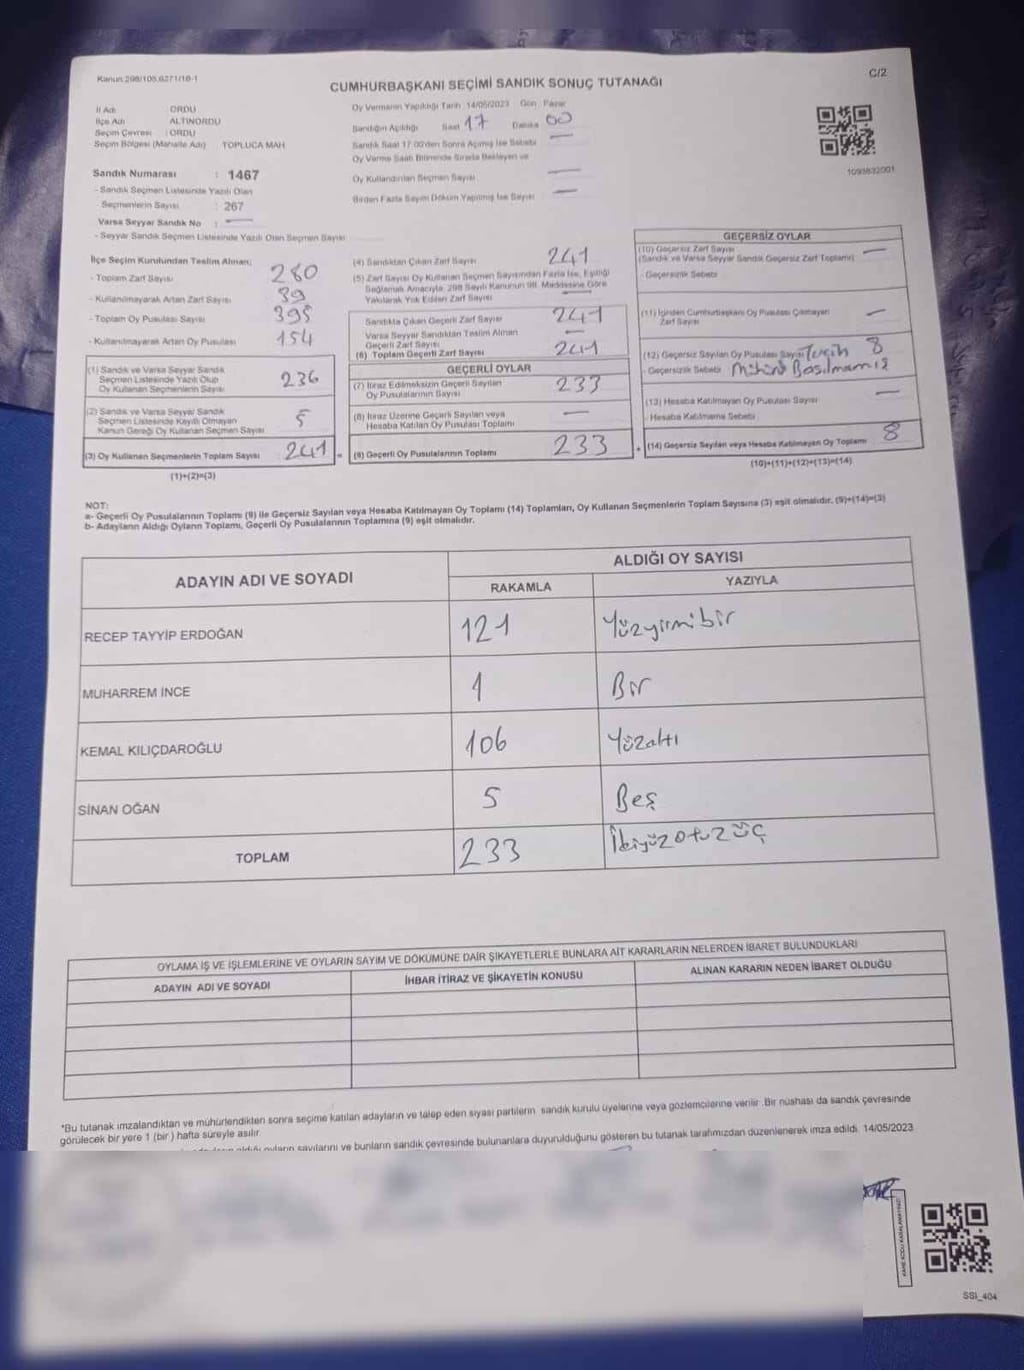 Kanun:298/105,6271/18-1
C/2
CUMHURBAŞKANI SEÇİMİ SANDIK SONUÇ TUTANAĞI
İl Adı : ORDU
İlçe Adı : ALTINORDU
Seçim Çevresi : ORDU
Seçim Bölgesi (Mahalle Adı) TOPLUCA MAH
Sandık Numarası : 1467
- Sandık Seçmen Listesinde Yazılı Olan
- Seçmenlerin Sayısı : 267
Varsa Seyyar Sandık No :
- Seyyar Sandık Seçmen Listesinde Yazılı Olan Seçmen Sayısı
Oy Vermenin Yapıldığı Tarih 14/05/2023 Gün Pazar
Sandığın Açıldığı Saat 17 Dakika 00
Sandık Saat 17.00'den Sonra Açılmış İse Sebebi
Oy Verme Saati Bitiminde Sırada Bekleyen ve
Oy Kullandırılan Seçmen Sayısı
Birden Fazla Sayım Döküm Yapılmış İse Sayısı
1093832001
İlçe Seçim Kurulundan Teslim Alınan;
- Toplam Zarf Sayısı 280
- Kullanılmayarak Artan Zarf Sayısı 39
- Toplam Oy Pusulası Sayısı 395
- Kullanılmayarak Artan Oy Pusulası 154
(1) Sandık ve Varsa Seyyar Sandık
Seçmen Listesinde Yazılı Olup
Oy Kullanan Seçmenlerin Sayısı 236
(2) Sandık ve Varsa Seyyar Sandık
Seçmen Listesinde Kayıtlı Olmayan
Kanun Gereği Oy Kullanan Seçmen Sayısı 5
(3) Oy Kullanan Seçmenlerin Toplam Sayısı 241 =
(1)+(2)=(3)
(4) Sandıktan Çıkan Zarf Sayısı 241
(5) Zarf Sayısı Oy Kullanan Seçmen Sayısından Fazla İse, Eşitliği
Sağlamak Amacıyla, 298 Sayılı Kanunun 98. Maddesine Göre
Yakılarak Yok Edilen Zarf Sayısı
Sandıkta Çıkan Geçerli Zarf Sayısı 241
Varsa Seyyar Sandıktan Teslim Alınan
Geçerli Zarf Sayısı
(6) Toplam Geçerli Zarf Sayısı 241
GEÇERLİ OYLAR
(7) İtiraz Edilmeksizin Geçerli Sayılan
Oy Pusulalarının Sayısı 233
(8) İtiraz Üzerine Geçerli Sayılan veya
Hesaba Katılan Oy Pusulası Toplamı
(9) Geçerli Oy Pusulalarının Toplamı 233 +
GEÇERSİZ OYLAR
(10) Geçersiz Zarf Sayısı
(Sandık ve Varsa Seyyar Sandık Geçersiz Zarf Toplamı)
- Geçersizlik Sebebi
(11) İçinden Cumhurbaşkanı Oy Pusulası Çıkmayan
Zarf Sayısı
(12) Geçersiz Sayılan Oy Pusulası Sayısı Tercih 8
- Geçersizlik Sebebi Mührü Basılmamış
(13) Hesaba Katılmayan Oy Pusulası Sayısı
- Hesaba Katılmama Sebebi
(14) Geçersiz Sayılan veya Hesaba Katılmayan Oy Toplamı 8
(10)+(11)+(12)+(13)=(14)
NOT:
a- Geçerli Oy Pusulalarının Toplamı (9) ile Geçersiz Sayılan veya Hesaba Katılmayan Oy Toplamı (14) Toplamları, Oy Kullanan Seçmenlerin Toplam Sayısına (3) eşit olmalıdır. (9)+(14)=(3)
b- Adayların Aldığı Oyların Toplamı, Geçerli Oy Pusulalarının Toplamına (9) eşit olmalıdır.
ADAYIN ADI VE SOYADI
ALDIĞI OY SAYISI
RAKAMLA YAZIYLA
RECEP TAYYİP ERDOĞAN 121 Yüzyirmibir
MUHARREM İNCE 1 Bir
KEMAL KILIÇDAROĞLU 106 Yüzaltı
SİNAN OĞAN 5 Beş
TOPLAM 233 İkiyüzotuzüç
OYLAMA İŞ VE İŞLEMLERİNE VE OYLARIN SAYIM VE DÖKÜMÜNE DAİR ŞİKAYETLERLE BUNLARA AİT KARARLARIN NELERDEN İBARET BULUNDUKLARI
ADAYIN ADI VE SOYADI İHBAR İTİRAZ VE ŞİKAYETİN KONUSU ALINAN KARARIN NEDEN İBARET OLDUĞU
*Bu tutanak imzalandıktan ve mühürlendikten sonra seçime katılan adayların ve talep eden siyasi partilerin sandık kurulu üyelerine veya gözlemcilerine verilir. Bir nüshası da sandık çevresinde
görülecek bir yere 1 (bir) hafta süreyle asılır.
aldığı oyların sayılarını ve bunların sandık çevresinde bulunanlara duyurulduğunu gösteren bu tutanak tarafımızdan düzenlenerek imza edildi. 14/05/2023
KARE KODU KARALAMAYINIZ!
SSI_404